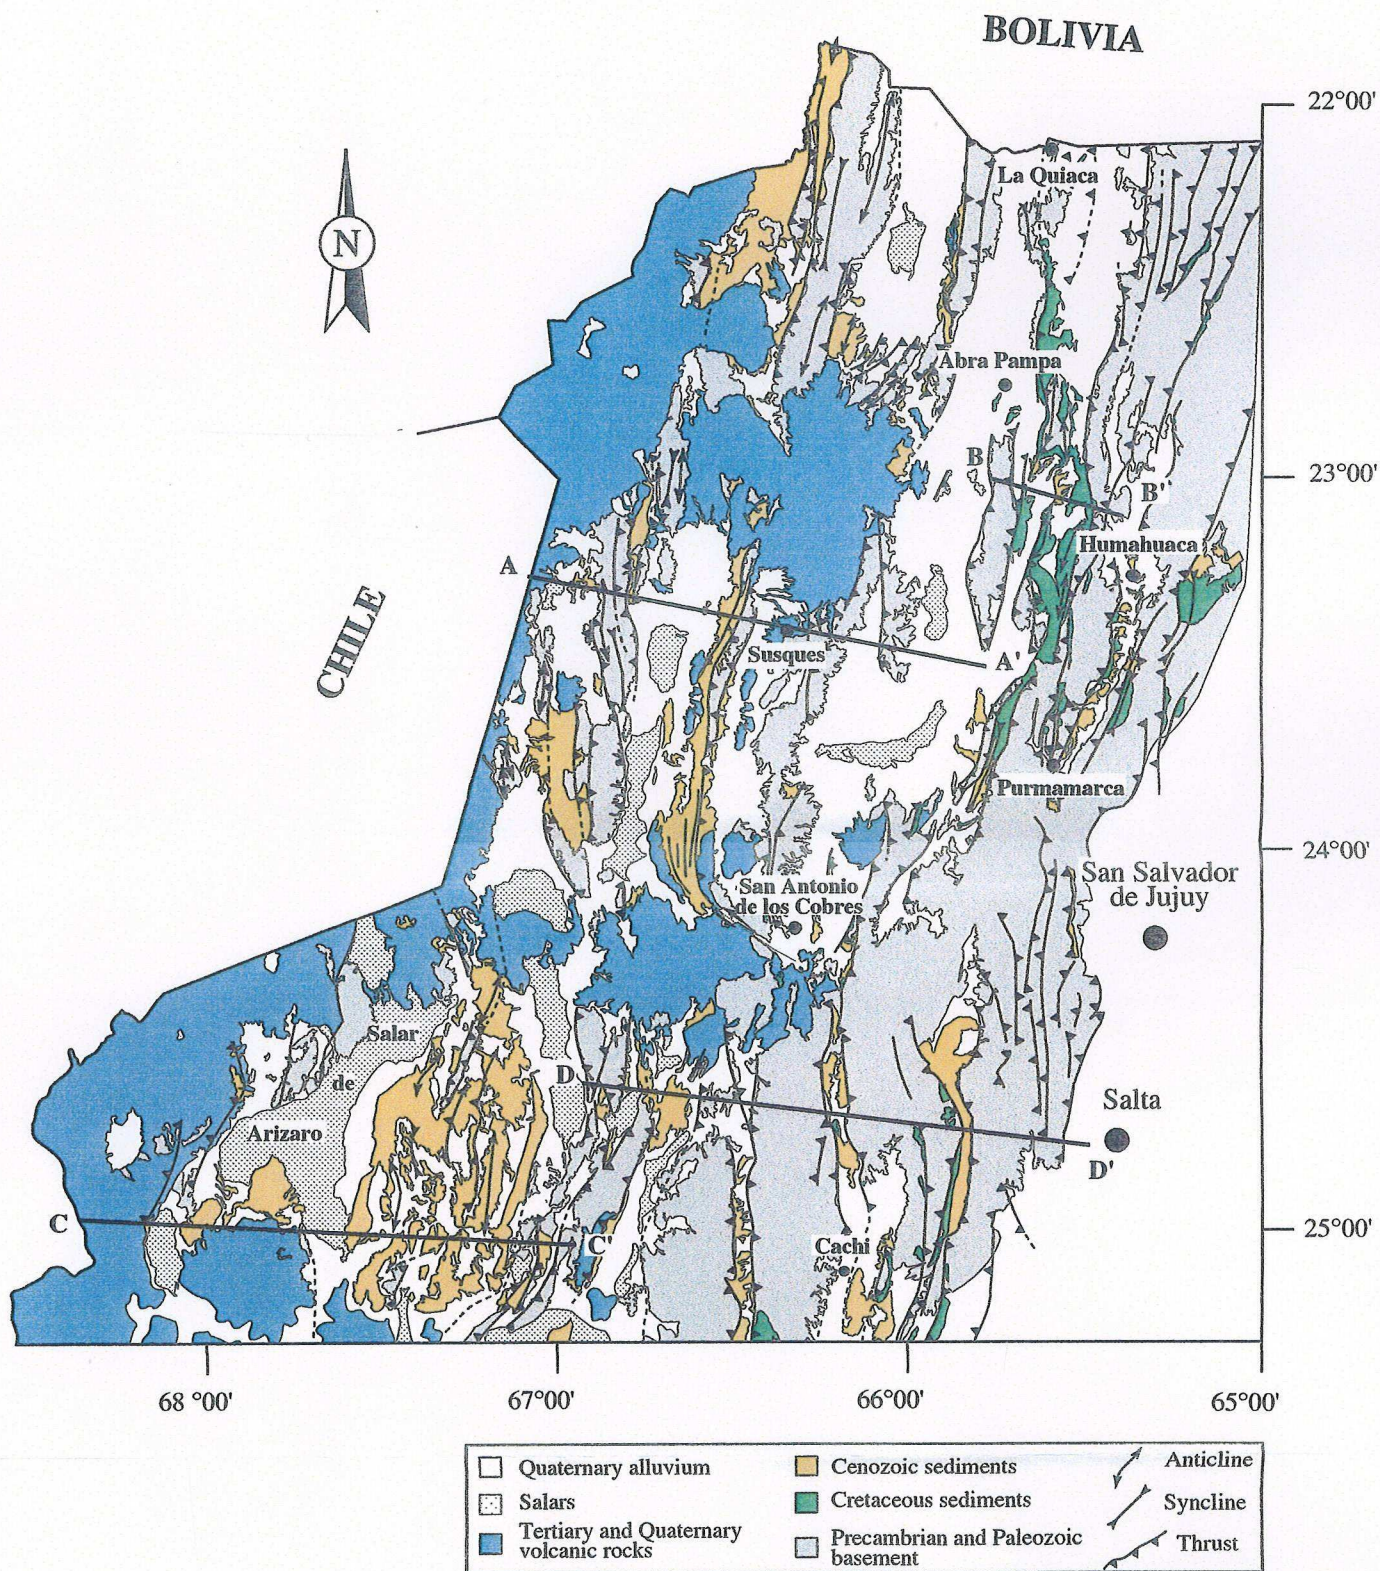 BOLIVIA
22°00'
La Quiaca
N
Abra Pampa
B
23°00'
B'
Humahuaca
A
CHILE
Susques
A'
Purmamarca
24°00'
San Antonio
de los Cobres
San Salvador
de Jujuy
Salar
de
Arizaro
D
Salta
D'
C
C'
Cachi
25°00'
68 °00'
67°00'
66°00'
65°00'
Quaternary alluvium
Salars
Tertiary and Quaternary
volcanic rocks
Cenozoic sediments
Cretaceous sediments
Precambrian and Paleozoic
basement
Anticline
Syncline
Thrust